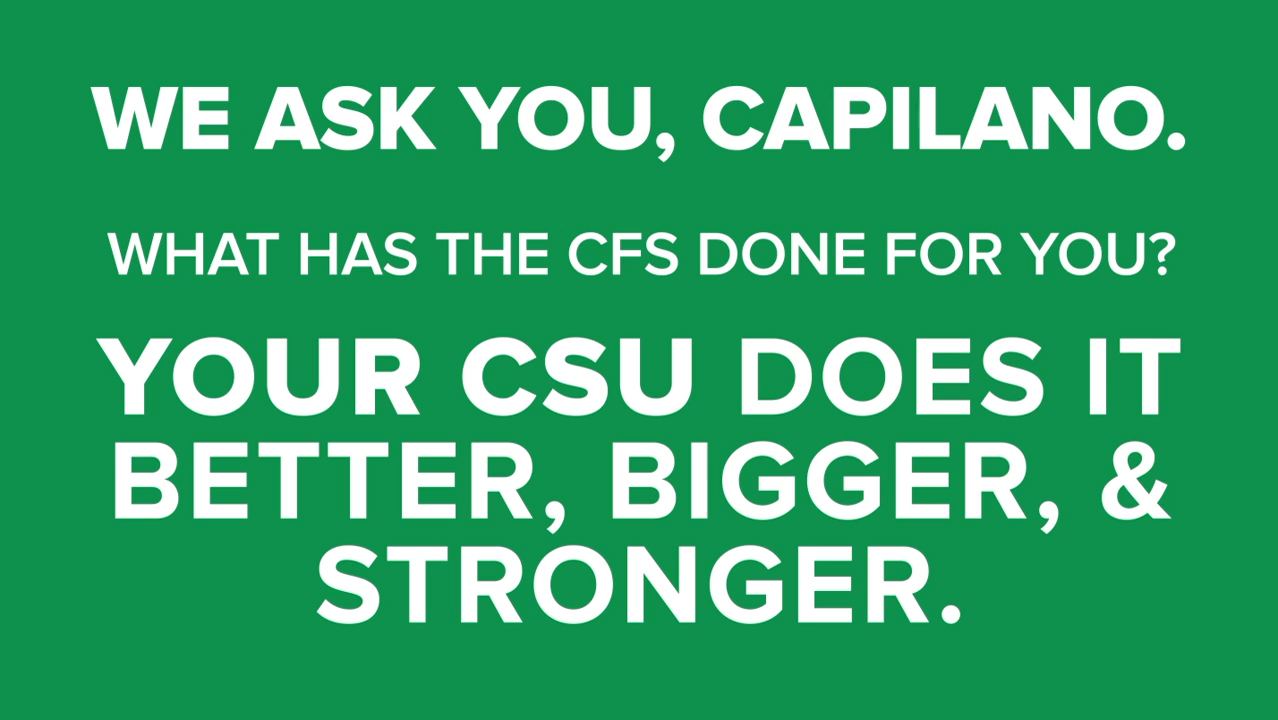 WE ASK YOU, CAPILANO.
WHAT HAS THE CFS DONE FOR YOU?
YOUR CSU DOES IT
BETTER, BIGGER, &
STRONGER.